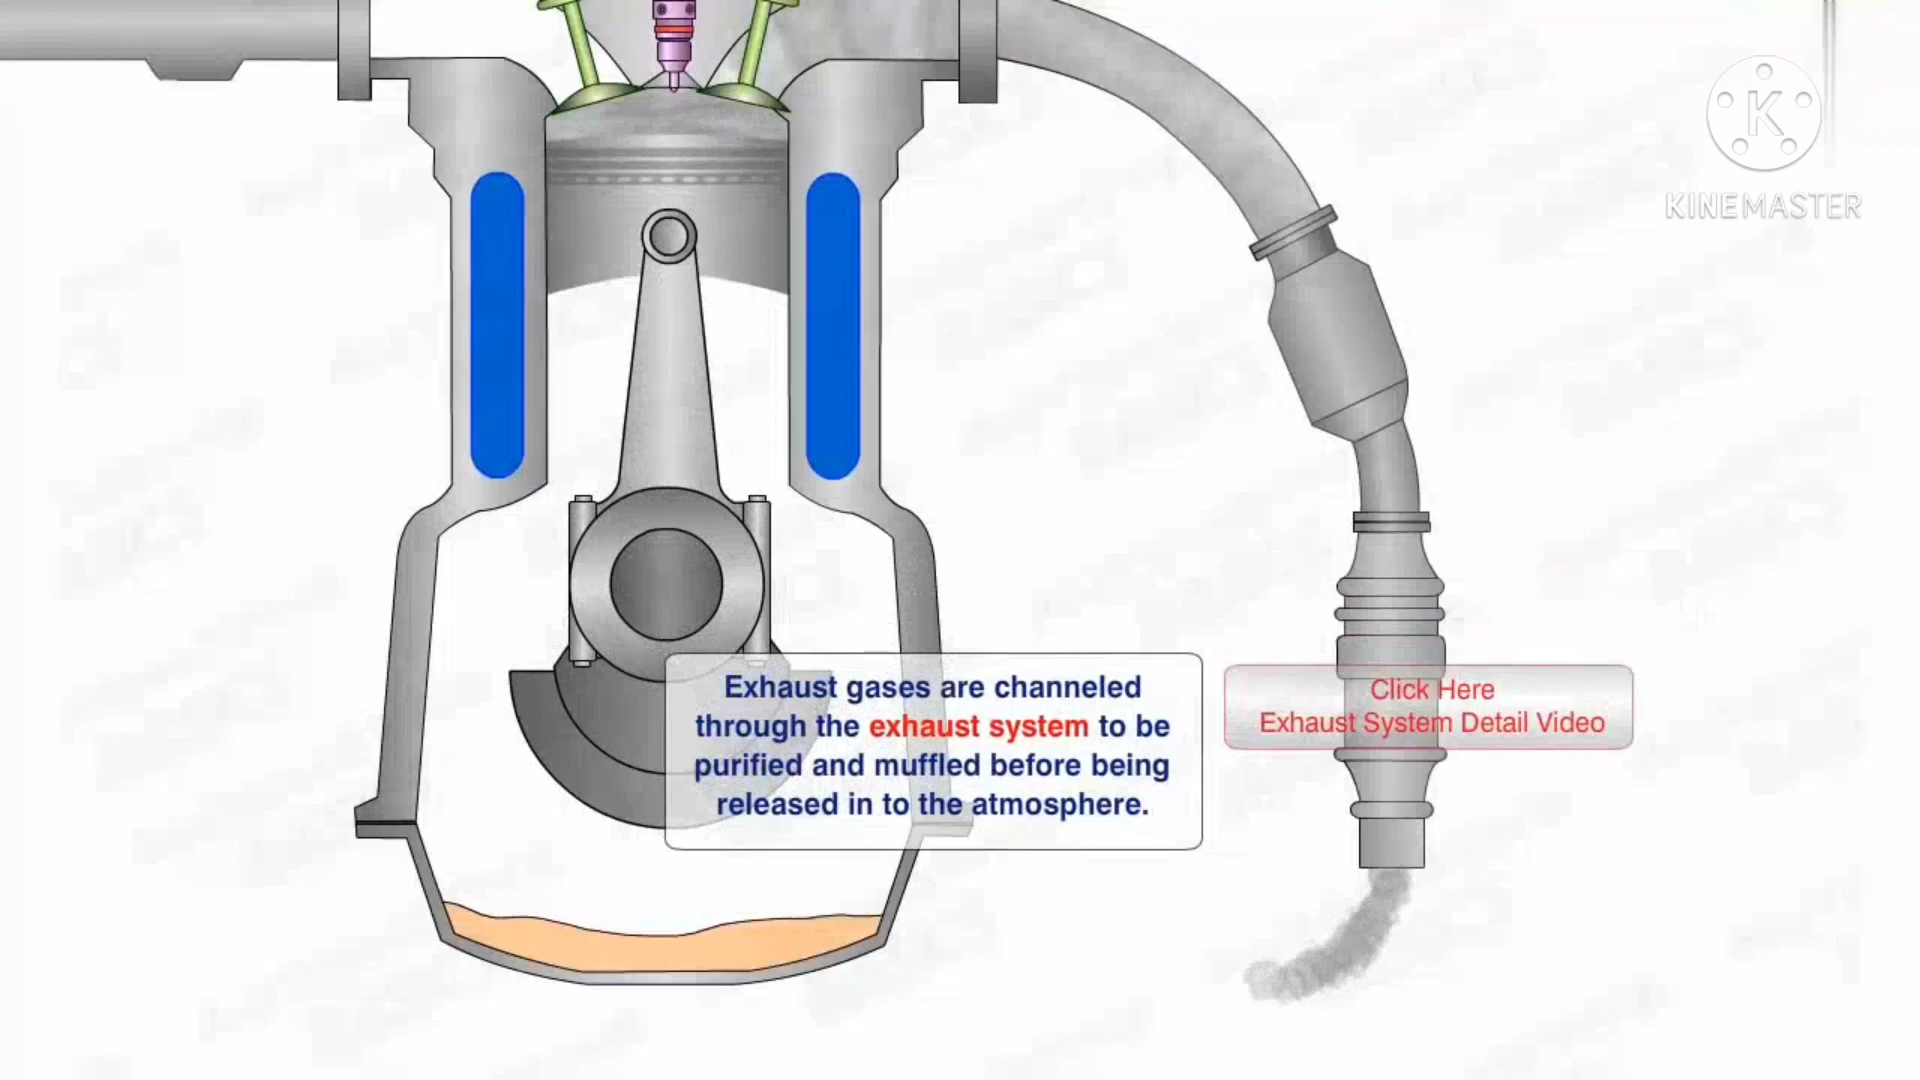 K
KINEMASTER
Exhaust gases are channeled
through the exhaust system to be
purified and muffled before being
released in to the atmosphere.
Click Here
Exhaust System Detail Video